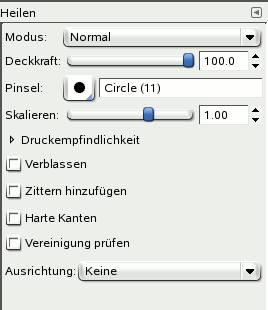 Heilen
Modus: Normal
Deckkraft: 100.0
Pinsel: Circle (11)
Skalieren: 1.00
Druckempfindlichkeit
Verblassen
Zittern hinzufügen
Harte Kanten
Vereinigung prüfen
Ausrichtung: Keine